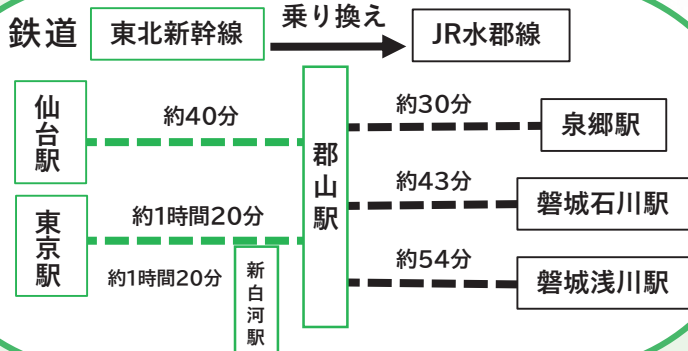 鉄道
東北新幹線
乗り換え
JR水郡線
仙台駅
約40分
郡山駅
約30分
泉郷駅
東京駅
約1時間20分
約43分
磐城石川駅
約1時間20分
新白河駅
約54分
磐城浅川駅